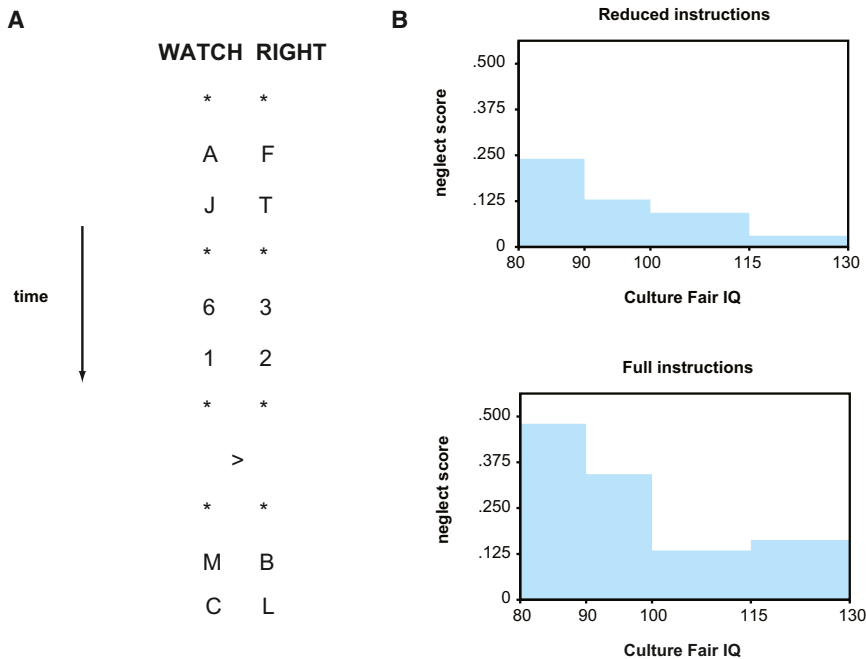 A
WATCH RIGHT
* *
A F
J T
* *
time
6 3
1 2
* *
>
* *
M B
C L
B
Reduced instructions
neglect score
.500
.375
.250
.125
0
80 90 100 115 130
Culture Fair IQ
Full instructions
neglect score
.500
.375
.250
.125
0
80 90 100 115 130
Culture Fair IQ